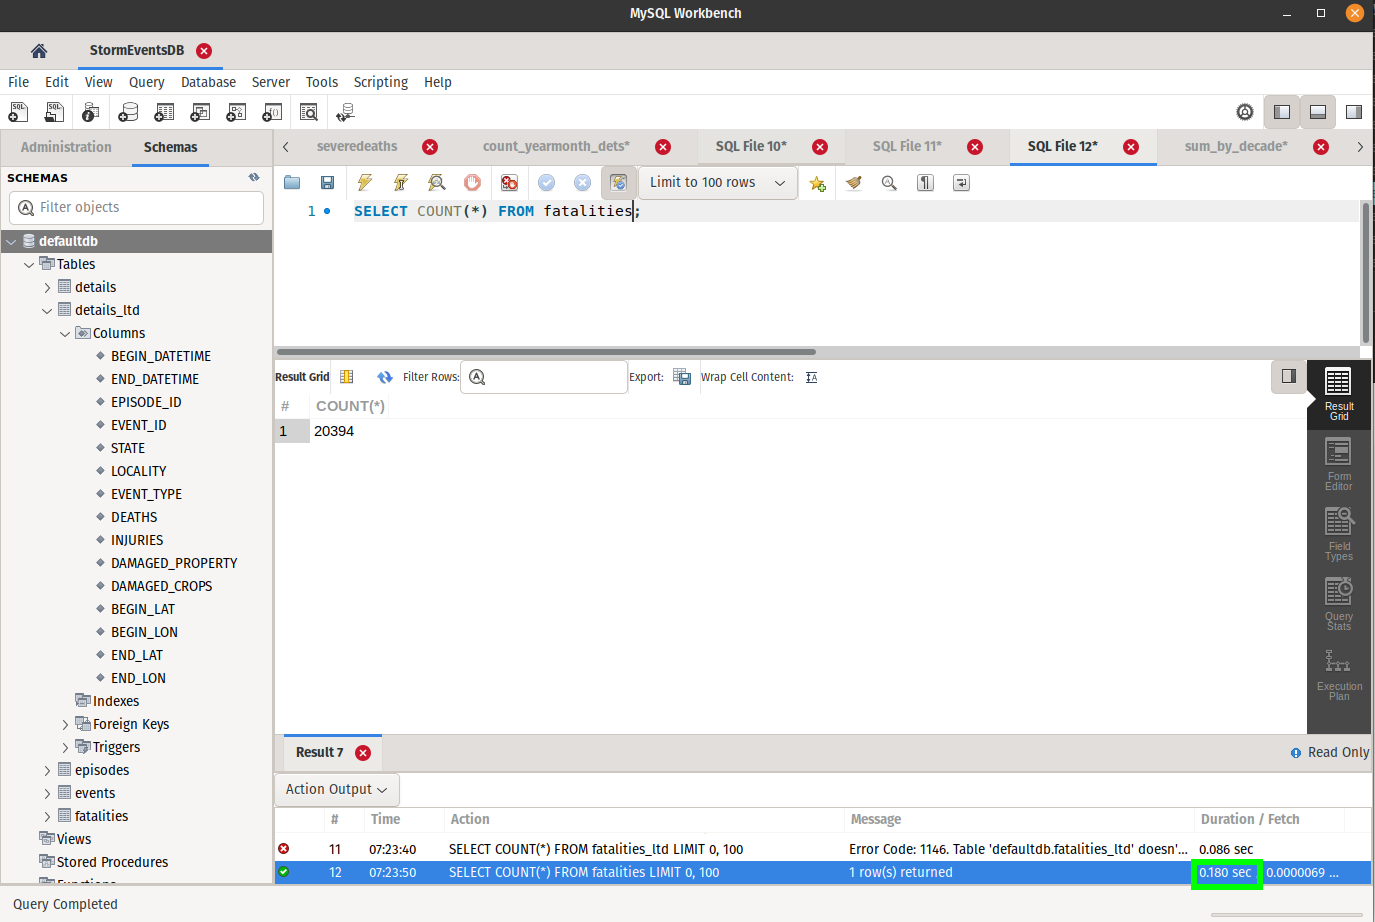 MySQL Workbench
StormEventsDB
File Edit View Query Database Server Tools Scripting Help
Administration Schemas
severedeaths count_yearmonth_dets* SQL File 10* SQL File 11* SQL File 12* sum_by_decade*
SCHEMAS
Filter objects
Limit to 100 rows
1 SELECT COUNT(*) FROM fatalities;
defaultdb
Tables
details
details_ltd
Columns
BEGIN_DATETIME
END_DATETIME
EPISODE_ID
EVENT_ID
STATE
LOCALITY
EVENT_TYPE
DEATHS
INJURIES
DAMAGED_PROPERTY
DAMAGED_CROPS
BEGIN_LAT
BEGIN_LON
END_LAT
END_LON
Indexes
Foreign Keys
Triggers
episodes
events
fatalities
Views
Stored Procedures
Result Grid Filter Rows: Export: Wrap Cell Content:
# COUNT(*)
1 20394
Result
Grid
Form
Editor
Field
Types
Query
Stats
Execution
Plan
Result 7
Read Only
Action Output
# Time Action Message Duration / Fetch
11 07:23:40 SELECT COUNT(*) FROM fatalities_ltd LIMIT 0, 100 Error Code: 1146. Table 'defaultdb.fatalities_ltd' doesn'... 0.086 sec
12 07:23:50 SELECT COUNT(*) FROM fatalities LIMIT 0, 100 1 row(s) returned 0.180 sec 0.0000069 ...
Query Completed